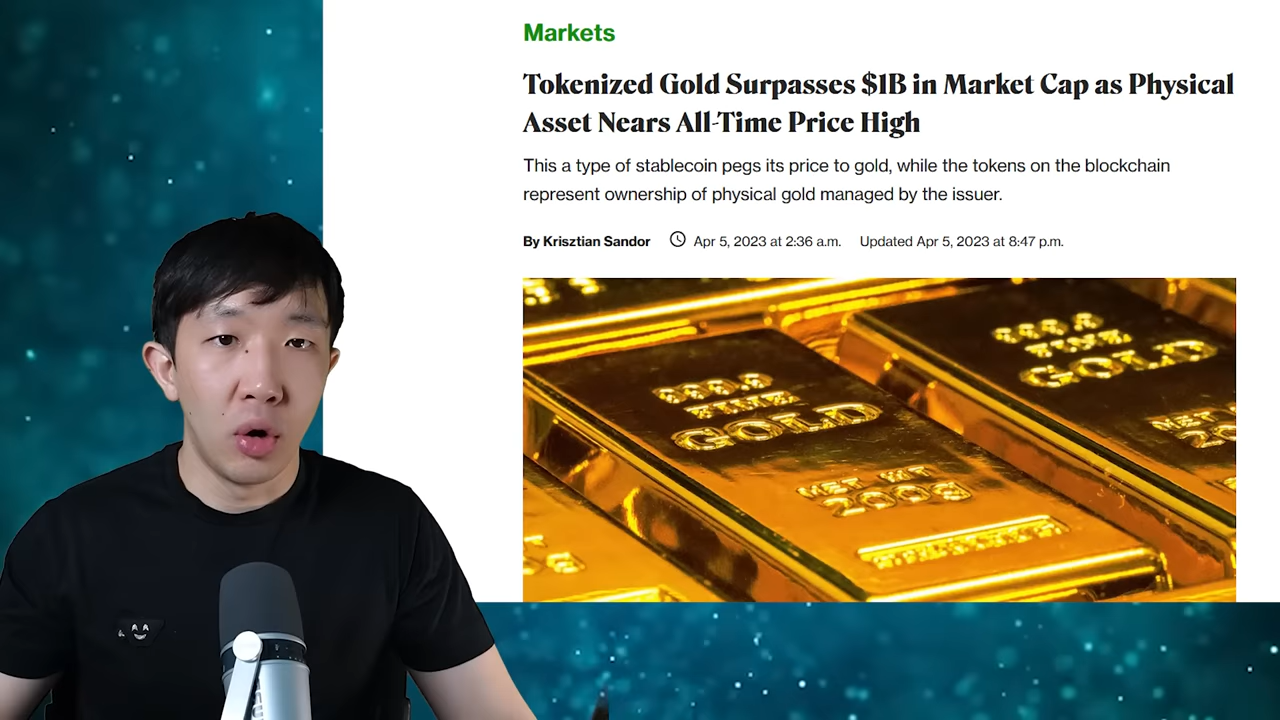 Markets
Tokenized Gold Surpasses $1B in Market Cap as Physical
Asset Nears All-Time Price High
This a type of stablecoin pegs its price to gold, while the tokens on the blockchain
represent ownership of physical gold managed by the issuer.
By Krisztian Sandor Apr 5, 2023 at 2:36 a.m. Updated Apr 5, 2023 at 8:47 p.m.
FINE
GOLD
NET WT
200g
FINE
GOLD